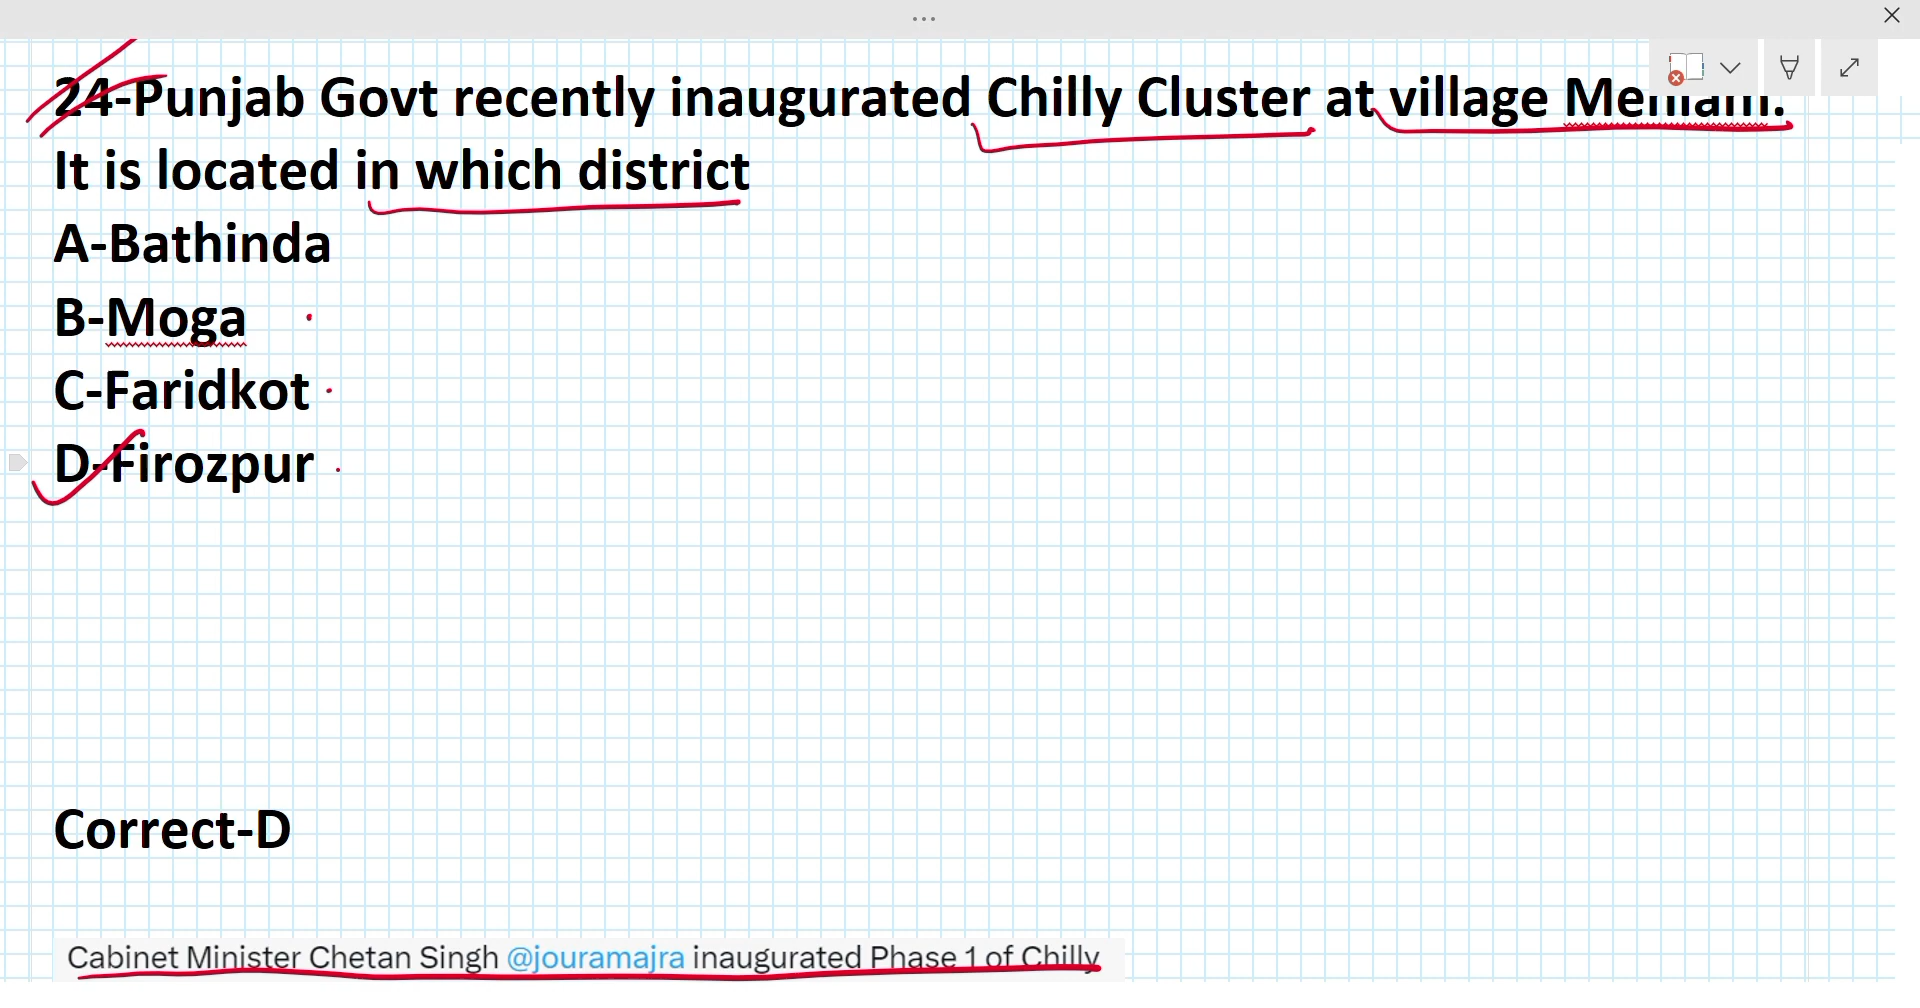 24-Punjab Govt recently inaugurated Chilly Cluster at village
It is located in which district
A-Bathinda
B-Moga
C-Faridkot
D-Firozpur
Correct-D
Cabinet Minister Chetan Singh @jouramajra inaugurated Phase 1 of Chilly